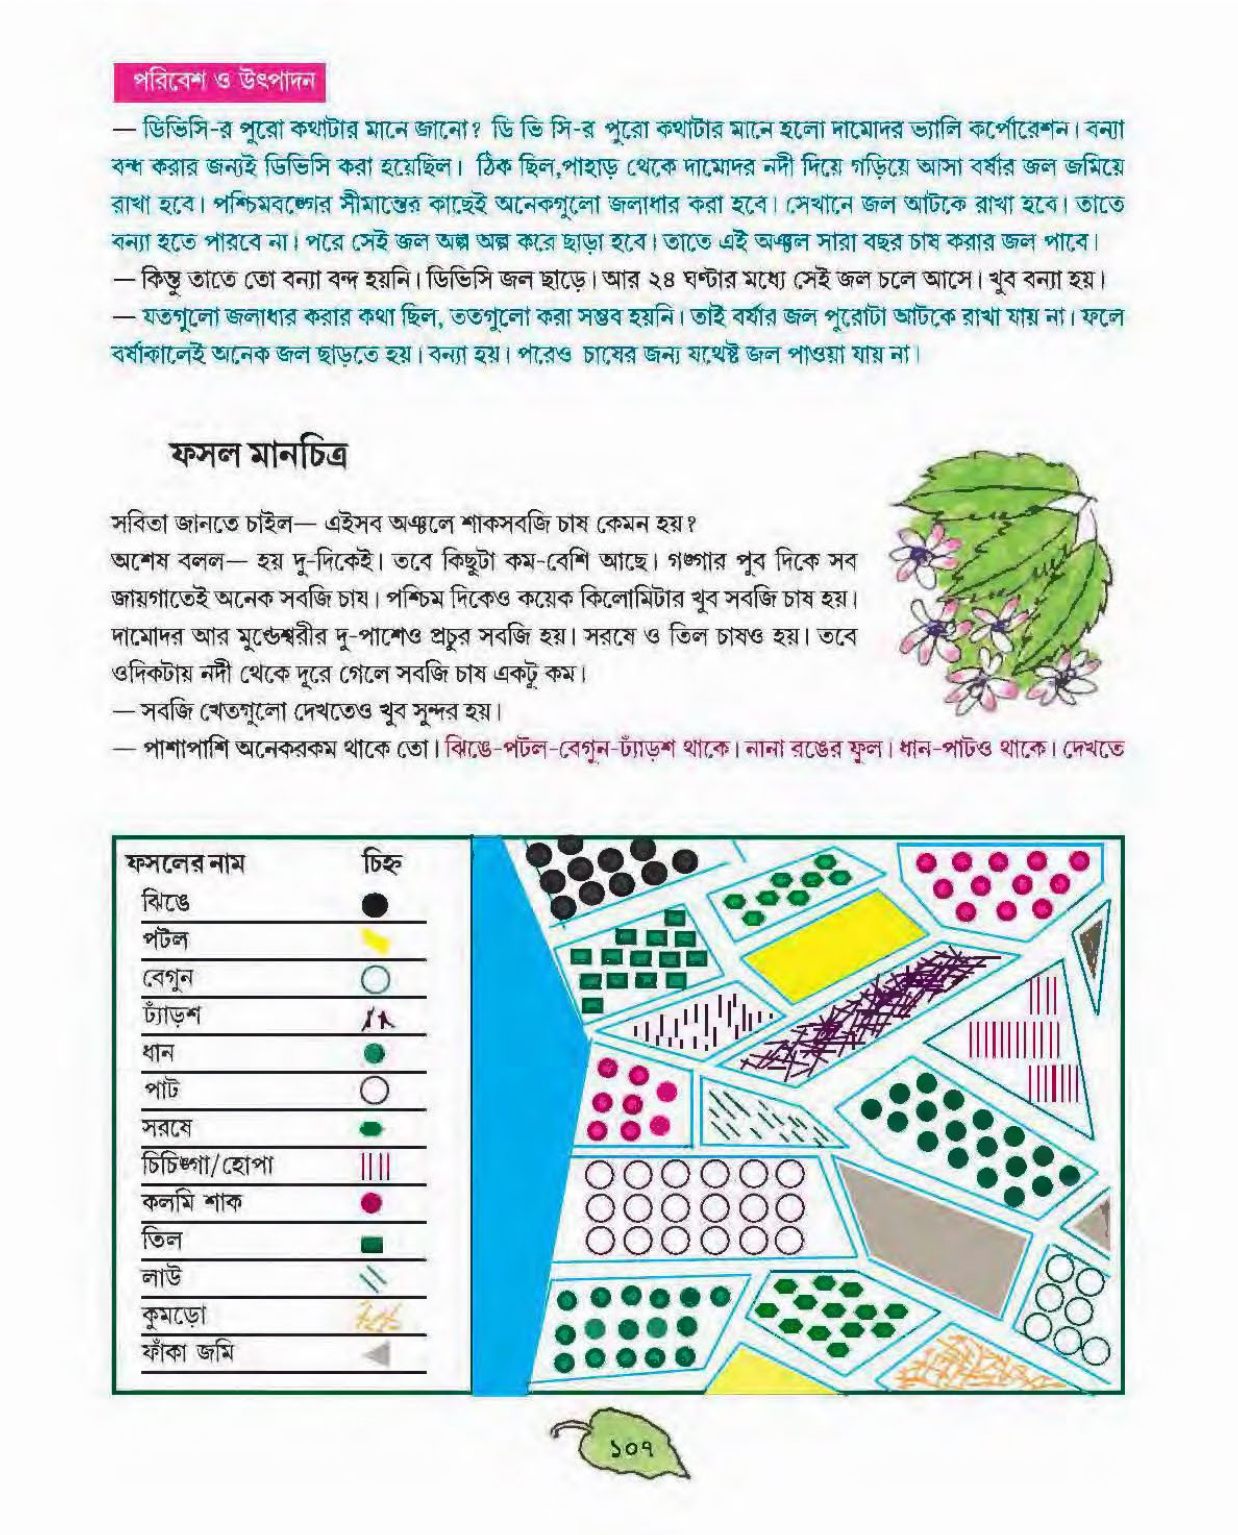 পরিবেশ ও উৎপাদন
— ডিভিসি-র পুরো কথাটার মানে জানো? ডি ভি সি-র পুরো কথাটার মানে হলো দামোদর ভ্যালি কর্পোরেশন। বন্যা
বন্ধ করার জন্যই ডিভিসি করা হয়েছিল। ঠিক ছিল,পাহাড় থেকে দামোদর নদী দিয়ে গড়িয়ে আসা বর্ষার জল জমিয়ে
রাখা হবে। পশ্চিমবঙ্গের সীমান্তের কাছেই অনেকগুলো জলাধার করা হবে। সেখানে জল আটকে রাখা হবে। তাতে
বন্যা হতে পারবে না। পরে সেই জল অল্প অল্প করে ছাড়া হবে। তাতে এই অঞ্চল সারা বছর চাষ করার জল পাবে।
— কিন্তু তাতে তো বন্যা বন্দ হয়নি। ডিভিসি জল ছাড়ে। আর ২৪ ঘণ্টার মধ্যে সেই জল চলে আসে। খুব বন্যা হয়।
— যতগুলো জলাধার করার কথা ছিল, ততগুলো করা সম্ভব হয়নি। তাই বর্ষার জল পুরোটা আটকে রাখা যায় না। ফলে
বর্ষাকালেই অনেক জল ছাড়তে হয়। বন্যা হয়। পরেও চাষের জন্য যথেষ্ট জল পাওয়া যায় না।
ফসল মানচিত্র
সবিতা জানতে চাইল— এইসব অঞ্চলে শাকসবজি চাষ কেমন হয়?
অশেষ বলল— হয় দু-দিকেই। তবে কিছুটা কম-বেশি আছে। গঙ্গার পুব দিকে সব
জায়গাতেই অনেক সবজি চাষ। পশ্চিম দিকেও কয়েক কিলোমিটার খুব সবজি চাষ হয়।
দামোদর আর মুন্ডেশ্বরীর দু-পাশেও প্রচুর সবজি হয়। সরষে ও তিল চাষও হয়। তবে
ওদিকটায় নদী থেকে দূরে গেলে সবজি চাষ একটু কম।
— সবজি খেতগুলো দেখতেও খুব সুন্দর হয়।
— পাশাপাশি অনেকরকম থাকে তো। ঝিঙে-পটল-বেগুন-ঢ্যাঁড়শ থাকে। নানা রঙের ফুল। ধান-পাটও থাকে। দেখতে
ফসলের নাম চিহ্ন
ঝিঙে
পটল
বেগুন
ঢ্যাঁড়শ
ধান
পাট
সরষে
চিচিঙ্গা/হোপা
কলমি শাক
তিল
লাউ
কুমড়ো
ফাঁকা জমি
১০৭